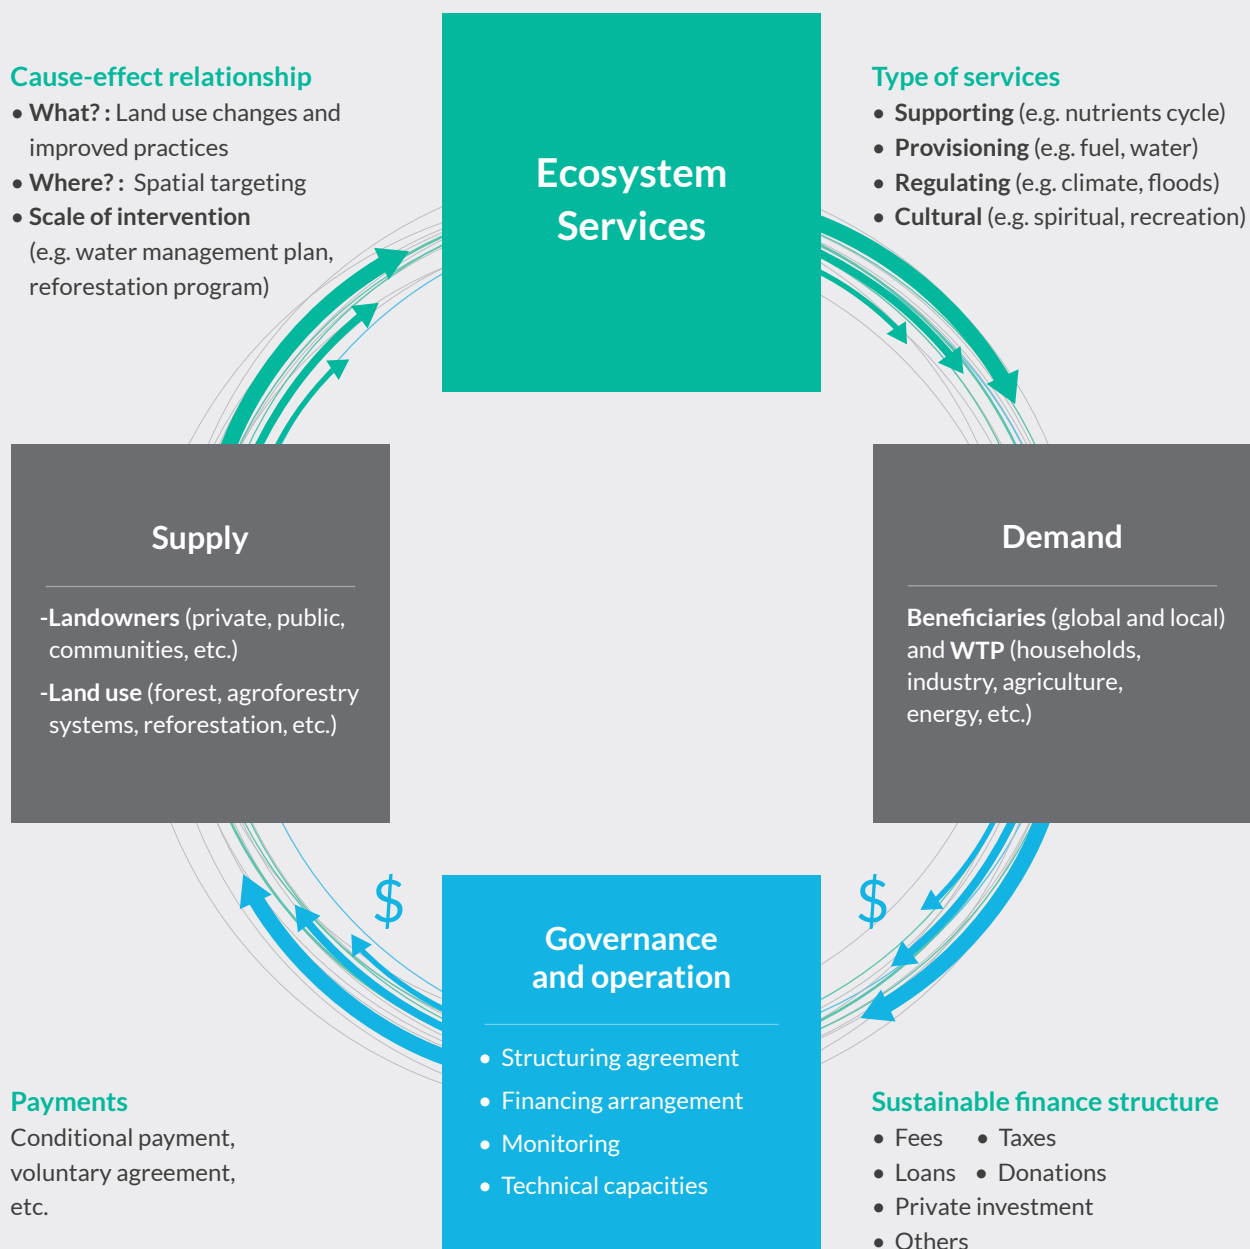 Cause-effect relationship
• What? : Land use changes and
improved practices
• Where? : Spatial targeting
• Scale of intervention
(e.g. water management plan,
reforestation program)
Ecosystem
Services
Type of services
• Supporting (e.g. nutrients cycle)
• Provisioning (e.g. fuel, water)
• Regulating (e.g. climate, floods)
• Cultural (e.g. spiritual, recreation)
Supply
-Landowners (private, public,
communities, etc.)
-Land use (forest, agroforestry
systems, reforestation, etc.)
Demand
Beneficiaries (global and local)
and WTP (households,
industry, agriculture,
energy, etc.)
$
Governance
and operation
• Structuring agreement
• Financing arrangement
• Monitoring
• Technical capacities
$
Payments
Conditional payment,
voluntary agreement,
etc.
Sustainable finance structure
• Fees • Taxes
• Loans • Donations
• Private investment
• Others